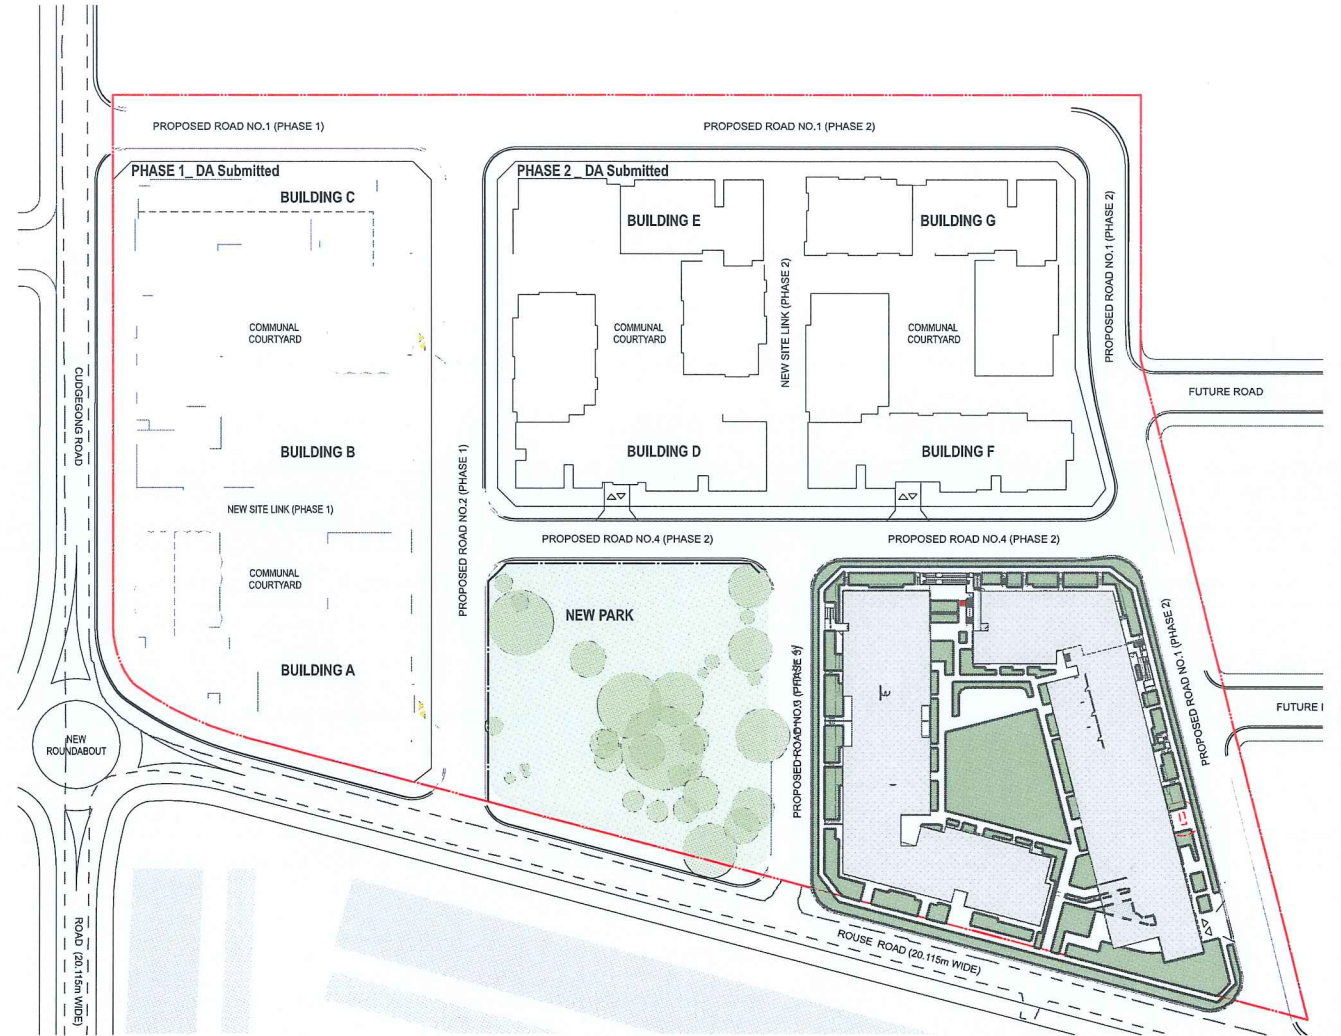 PROPOSED ROAD NO.1 (PHASE 1)
PROPOSED ROAD NO.1 (PHASE 2)
PHASE 1_ DA Submitted
BUILDING C
PHASE 2 _ DA Submitted
BUILDING E
BUILDING G
PROPOSED ROAD NO.1 (PHASE 2)
NEW SITE LINK (PHASE 2)
COMMUNAL
COURTYARD
COMMUNAL
COURTYARD
COMMUNAL
COURTYARD
CUDGEGONG ROAD
FUTURE ROAD
BUILDING B
BUILDING D
BUILDING F
NEW SITE LINK (PHASE 1)
PROPOSED ROAD NO.2 (PHASE 1)
PROPOSED ROAD NO.4 (PHASE 2)
PROPOSED ROAD NO.4 (PHASE 2)
COMMUNAL
COURTYARD
NEW PARK
BUILDING A
PROPOSED ROAD NO.3 (PHASE 3)
PROPOSED ROAD NO.1 (PHASE 2)
FUTURE
NEW
ROUNDABOUT
ROUSE ROAD (20.115m WIDE)
ROAD (20.115m WIDE)